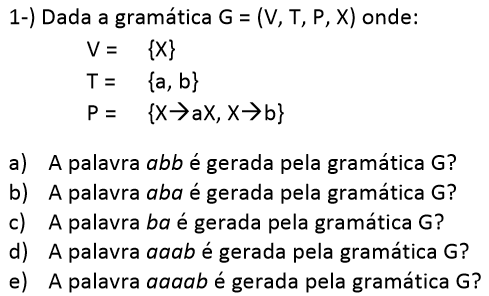 1-) Dada a gramática G = (V, T, P, X) onde:
V = {X}
T = {a, b}
P = {X→aX, X→b}
a) A palavra abb é gerada pela gramática G?
b) A palavra aba é gerada pela gramática G?
c) A palavra ba é gerada pela gramática G?
d) A palavra aaab é gerada pela gramática G?
e) A palavra aaaab é gerada pela gramática G?